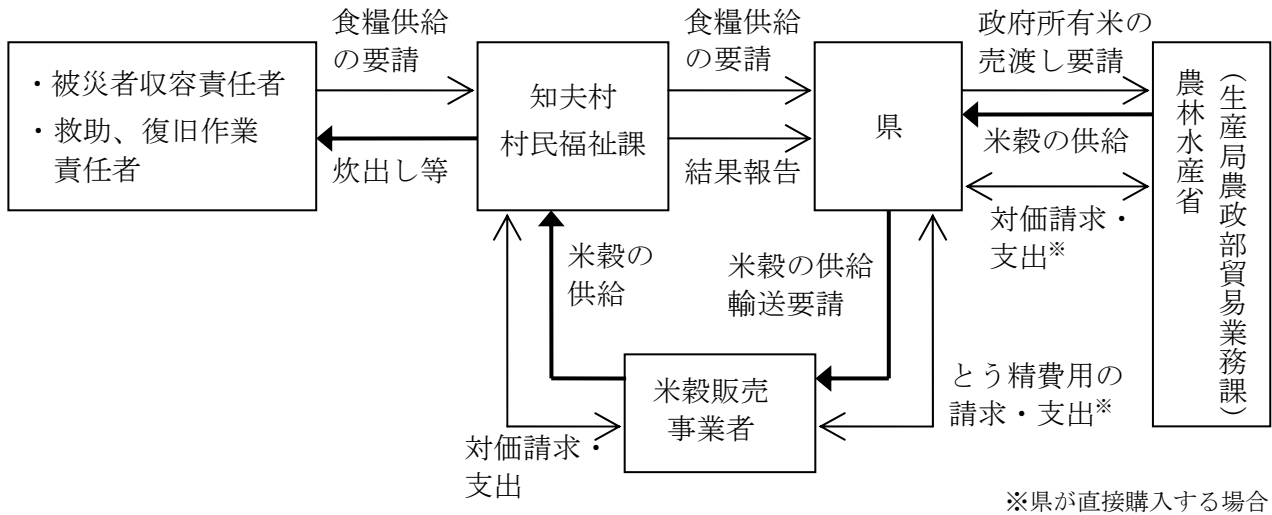 ・被災者収容責任者
・救助、復旧作業
責任者
食糧供給
の要請
炊出し等
知夫村
村民福祉課
食糧供給
の要請
結果報告
県
政府所有米の
売渡し要請
米穀の供給
対価請求・
支出※
農林水産省
（生産局農政部貿易業務課）
米穀の
供給
米穀の供給
輸送要請
米穀販売
事業者
対価請求・
支出
とう精費用の
請求・支出※
※県が直接購入する場合